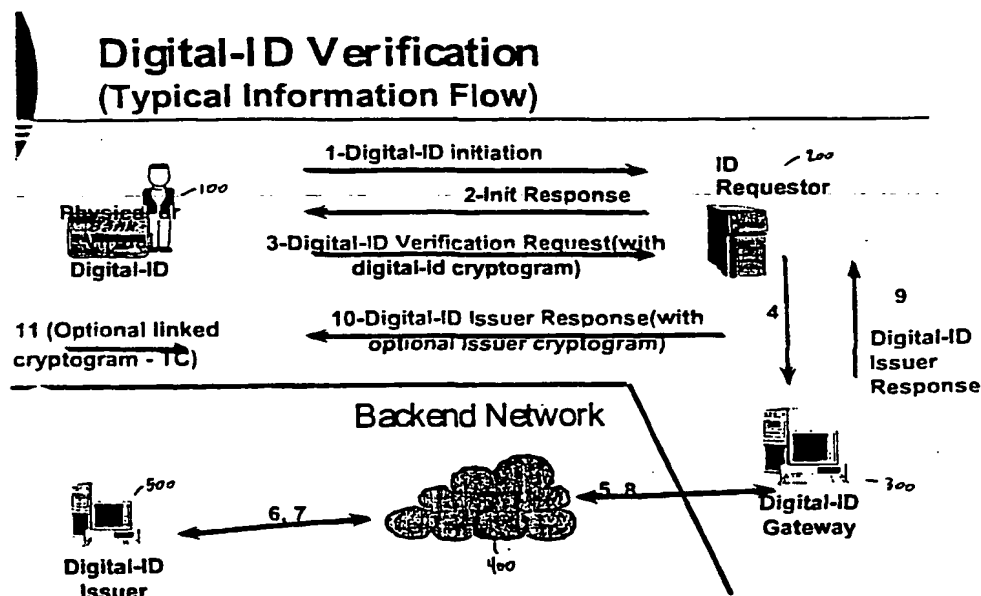 Digital-ID Verification
(Typical Information Flow)
1-Digital-ID initiation
ID
Requestor
200
100
2-Init Response
Physical or
BANK
Digital-ID
3-Digital-ID Verification Request(with
digital-id cryptogram)
4
9
Digital-ID
Issuer
Response
10-Digital-ID Issuer Response(with
optional Issuer cryptogram)
11 (Optional linked
cryptogram - TC)
Backend Network
500
6, 7
5, 8
300
Digital-ID
Gateway
400
Digital-ID
Issuer